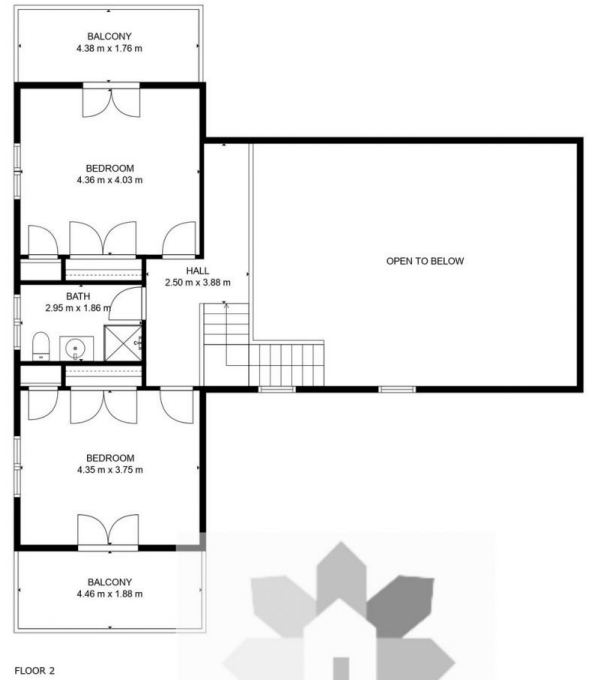 BALCONY
4.38 m x 1.76 m
BEDROOM
4.36 m x 4.03 m
HALL
2.50 m x 3.88 m
OPEN TO BELOW
BATH
2.95 m x 1.86 m
BEDROOM
4.35 m x 3.75 m
BALCONY
4.46 m x 1.88 m
FLOOR 2